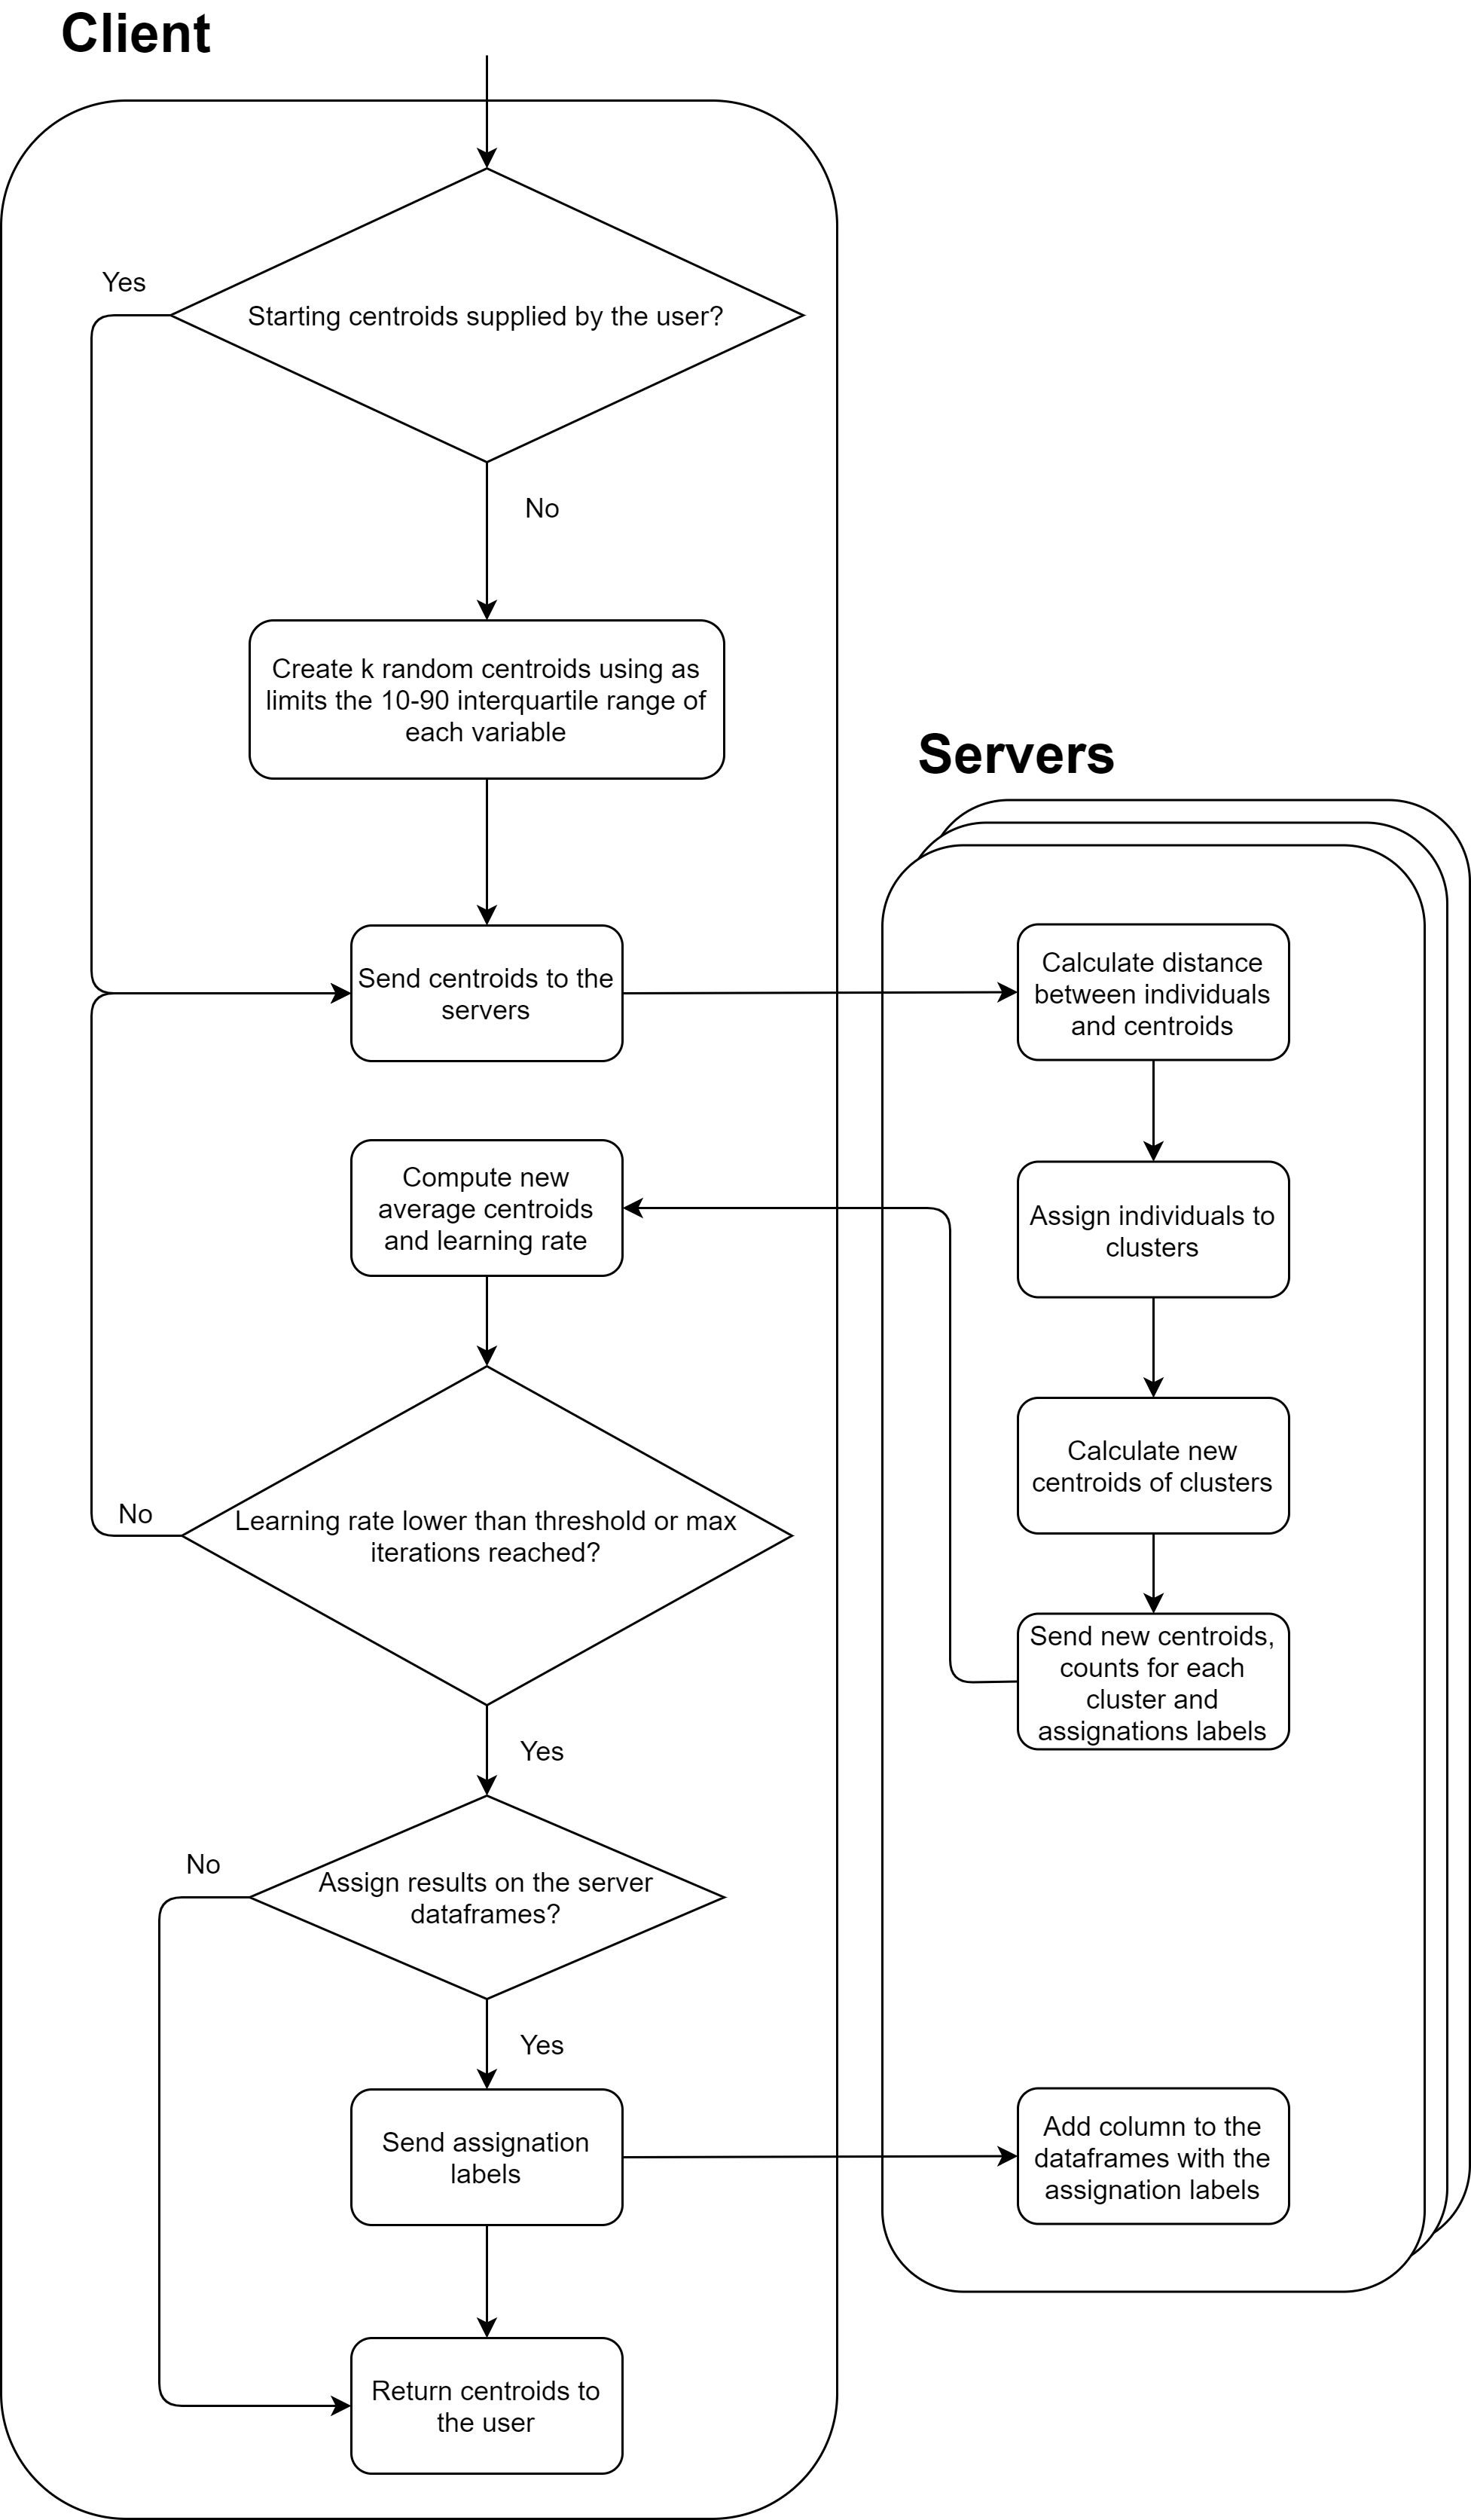 Client
Yes
Starting centroids supplied by the user?
No
Create k random centroids using as
limits the 10-90 interquartile range of
each variable
Send centroids to the
servers
Servers
Calculate distance
between individuals
and centroids
Assign individuals to
clusters
Calculate new
centroids of clusters
Send new centroids,
counts for each
cluster and
assignations labels
Compute new
average centroids
and learning rate
No
Learning rate lower than threshold or max
iterations reached?
Yes
No
Assign results on the server
dataframes?
Yes
Send assignation
labels
Add column to the
dataframes with the
assignation labels
Return centroids to
the user